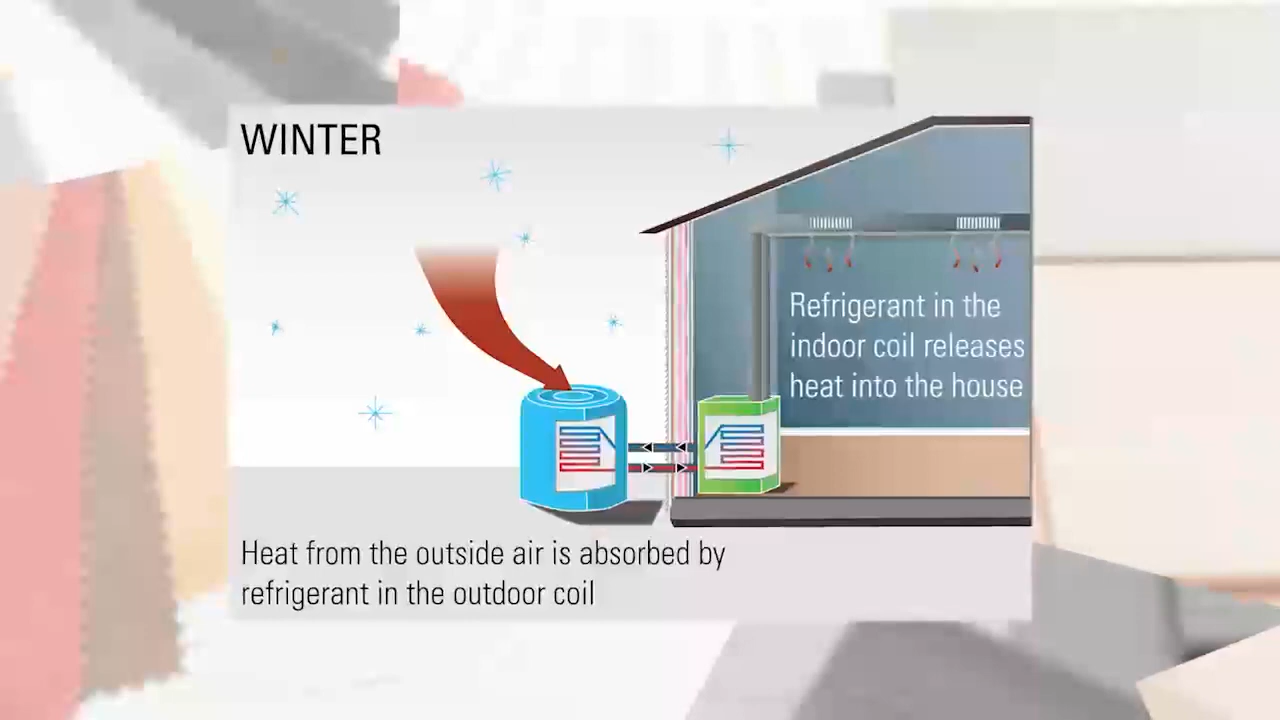 WINTER
Refrigerant in the
indoor coil releases
heat into the house
Heat from the outside air is absorbed by
refrigerant in the outdoor coil